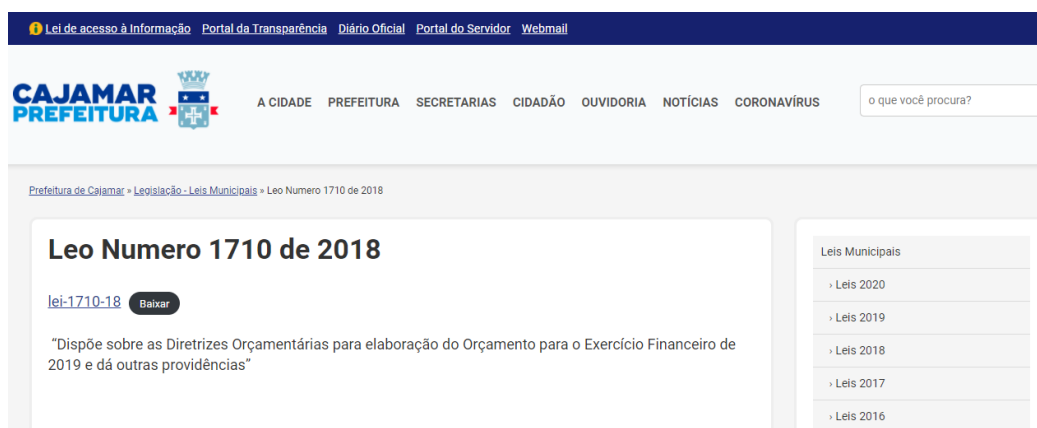 Lei de acesso à Informação Portal da Transparência Diário Oficial Portal do Servidor Webmail
CAJAMAR
PREFEITURA
A CIDADE PREFEITURA SECRETARIAS CIDADÃO OUVIDORIA NOTÍCIAS CORONAVÍRUS
o que você procura?
Prefeitura de Cajamar » Legislação - Leis Municipais » Leo Numero 1710 de 2018
Leo Numero 1710 de 2018
lei-1710-18 Baixar
“Dispõe sobre as Diretrizes Orçamentárias para elaboração do Orçamento para o Exercício Financeiro de
2019 e dá outras providências”
Leis Municipais
› Leis 2020
› Leis 2019
› Leis 2018
› Leis 2017
› Leis 2016